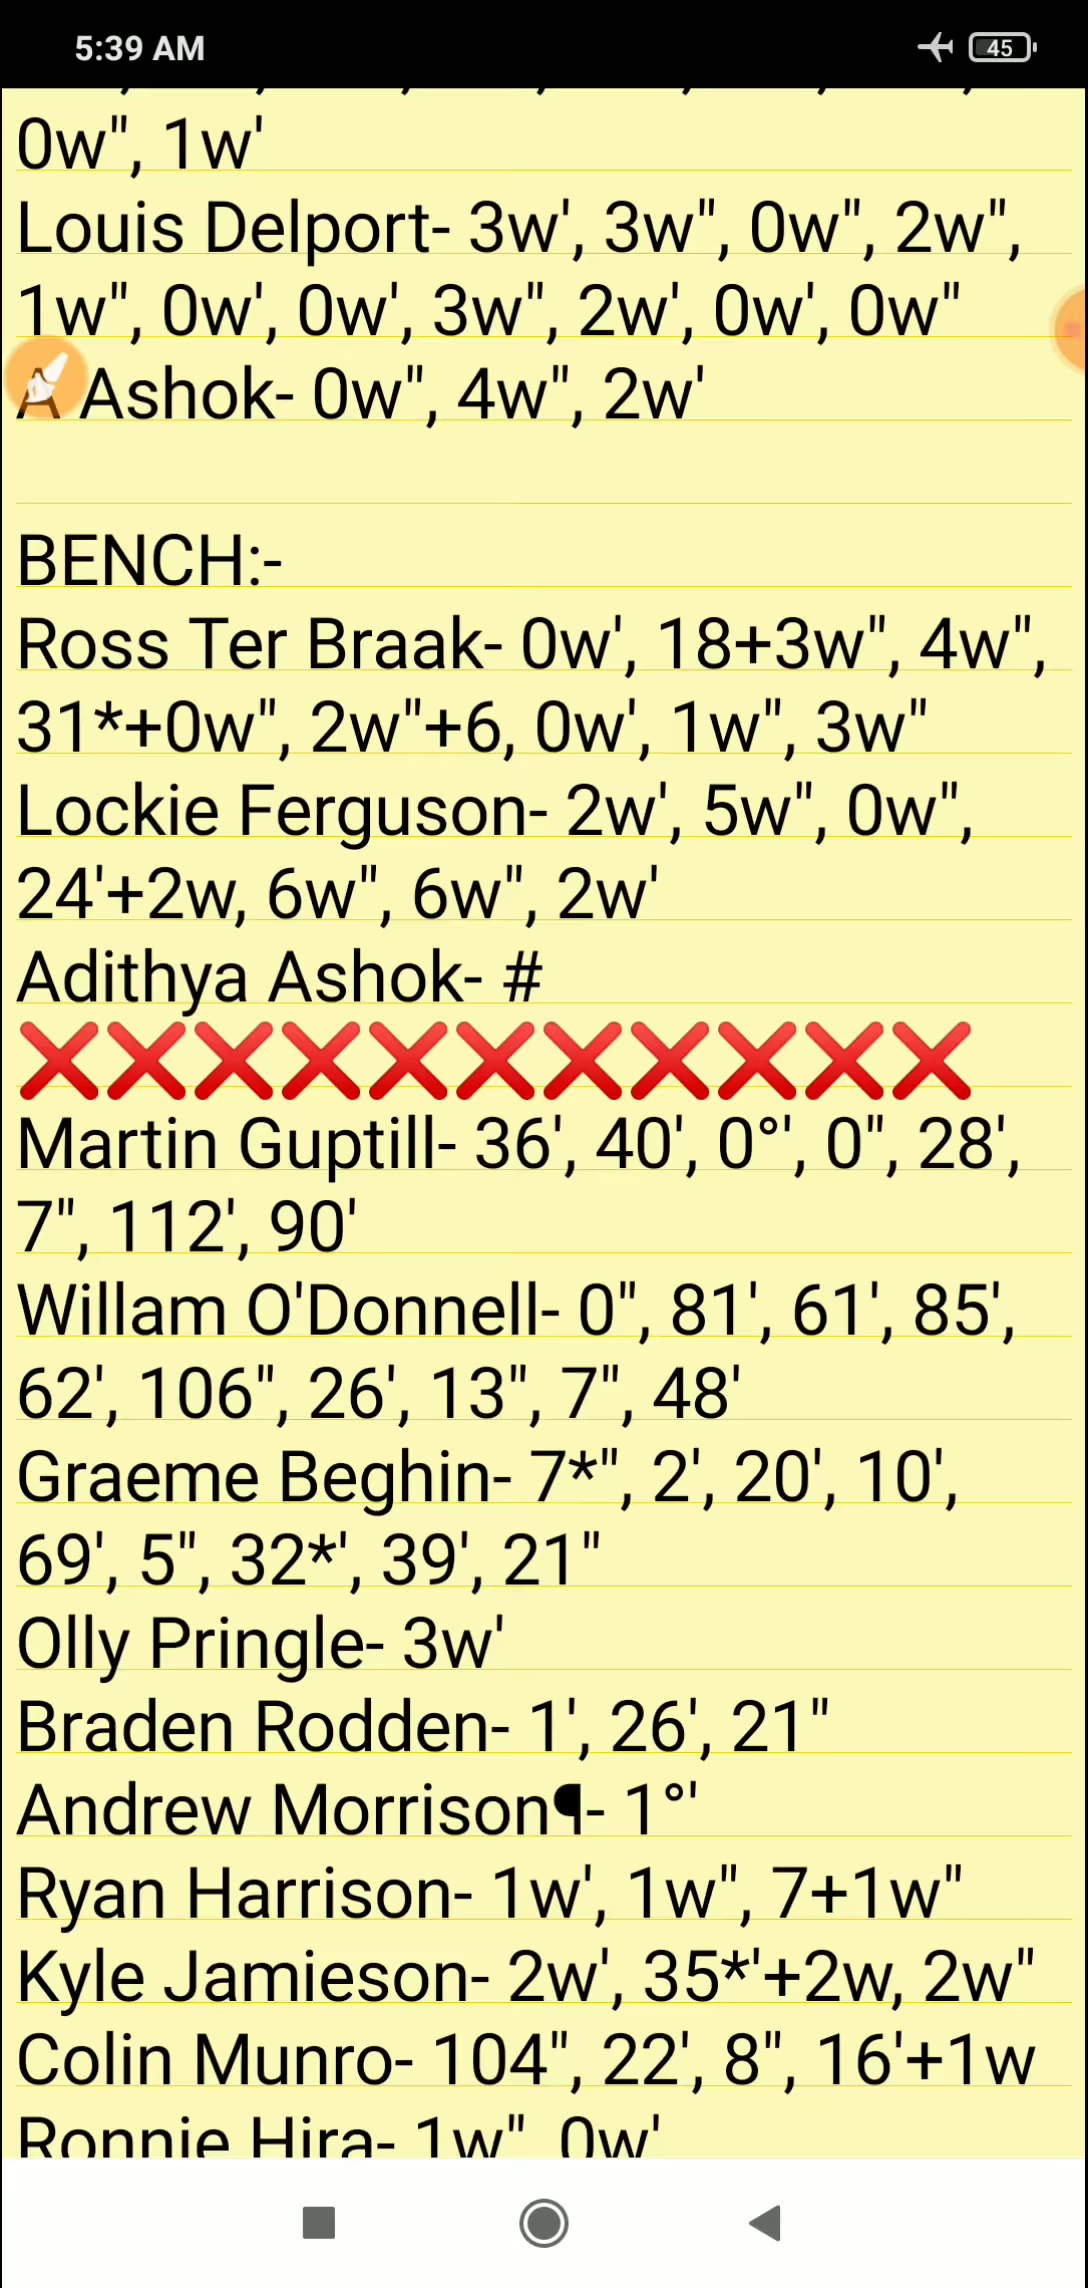 5:39 AM
45
0w", 1w'
Louis Delport- 3w', 3w", 0w", 2w",
1w", 0w', 0w', 3w", 2w', 0w', 0w"
A Ashok- 0w", 4w", 2w'
BENCH:-
Ross Ter Braak- 0w', 18+3w", 4w",
31*+0w", 2w"+6, 0w', 1w", 3w"
Lockie Ferguson- 2w', 5w", 0w",
24'+2w, 6w", 6w", 2w'
Adithya Ashok- #
❌❌❌❌❌❌❌❌❌❌❌
Martin Guptill- 36', 40', 0°', 0", 28',
7", 112', 90'
Willam O'Donnell- 0", 81', 61', 85',
62', 106", 26', 13", 7", 48'
Graeme Beghin- 7*", 2', 20', 10',
69', 5", 32*', 39', 21"
Olly Pringle- 3w'
Braden Rodden- 1', 26', 21"
Andrew Morrison¶- 1°'
Ryan Harrison- 1w', 1w", 7+1w"
Kyle Jamieson- 2w', 35*'+2w, 2w"
Colin Munro- 104", 22', 8", 16'+1w
Ronnie Hira- 1w" 0w'